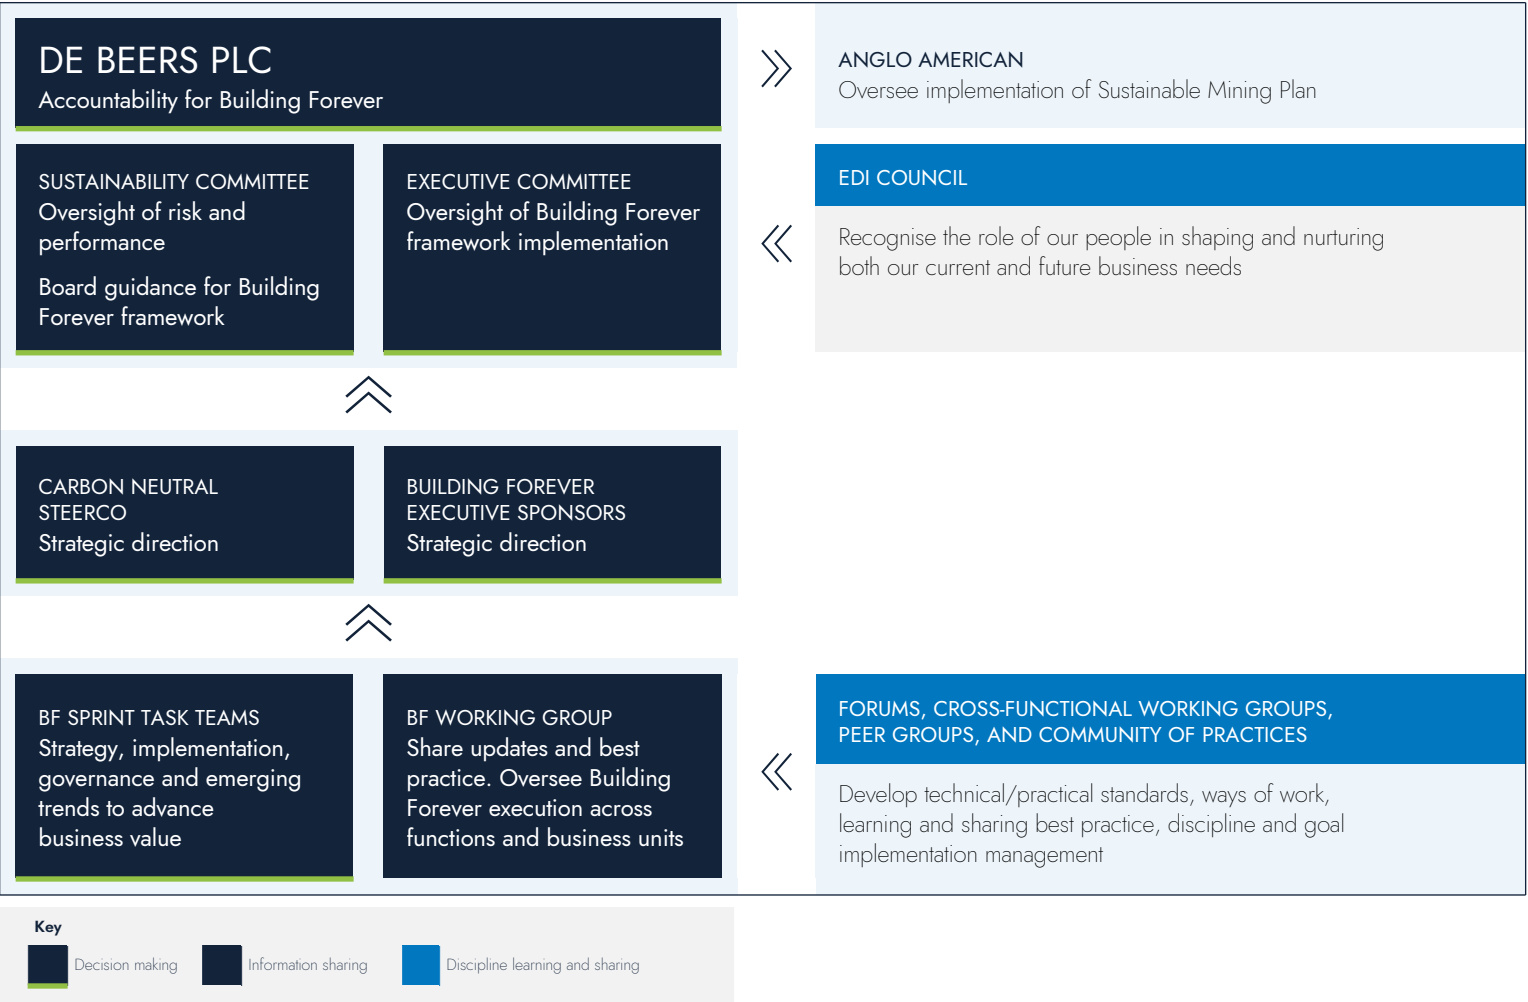 DE BEERS PLC
Accountability for Building Forever
ANGLO AMERICAN
Oversee implementation of Sustainable Mining Plan
SUSTAINABILITY COMMITTEE
Oversight of risk and
performance
Board guidance for Building
Forever framework
EXECUTIVE COMMITTEE
Oversight of Building Forever
framework implementation
EDI COUNCIL
Recognise the role of our people in shaping and nurturing
both our current and future business needs
CARBON NEUTRAL
STEERCO
Strategic direction
BUILDING FOREVER
EXECUTIVE SPONSORS
Strategic direction
BF SPRINT TASK TEAMS
Strategy, implementation,
governance and emerging
trends to advance
business value
BF WORKING GROUP
Share updates and best
practice. Oversee Building
Forever execution across
functions and business units
FORUMS, CROSS-FUNCTIONAL WORKING GROUPS,
PEER GROUPS, AND COMMUNITY OF PRACTICES
Develop technical/practical standards, ways of work,
learning and sharing best practice, discipline and goal
implementation management
Key
Decision making
Information sharing
Discipline learning and sharing